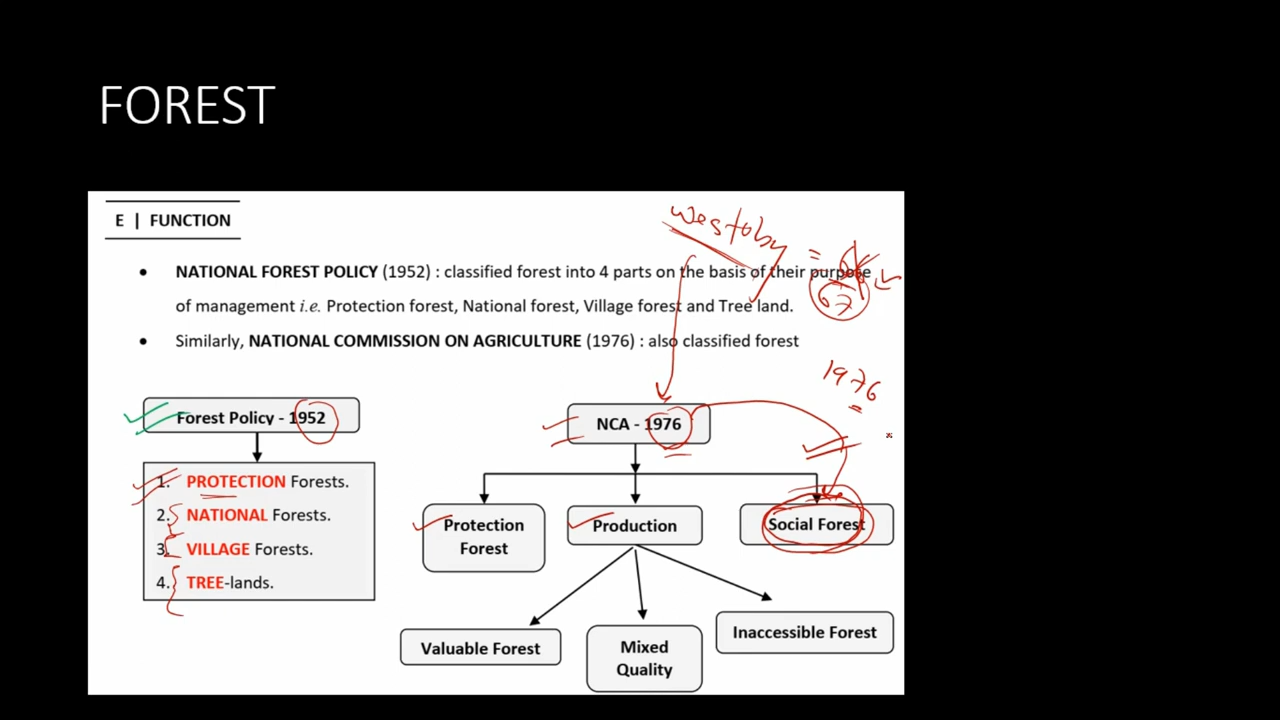 FOREST
E | FUNCTION
westoby =
67
• NATIONAL FOREST POLICY (1952) : classified forest into 4 parts on the basis of their purpose
of management i.e. Protection forest, National forest, Village forest and Tree land.
• Similarly, NATIONAL COMMISSION ON AGRICULTURE (1976) : also classified forest
1976
Forest Policy - 1952
1. PROTECTION Forests.
2. NATIONAL Forests.
3. VILLAGE Forests.
4. TREE-lands.
NCA - 1976
Protection
Forest
Production
Social Forest
Valuable Forest
Mixed
Quality
Inaccessible Forest